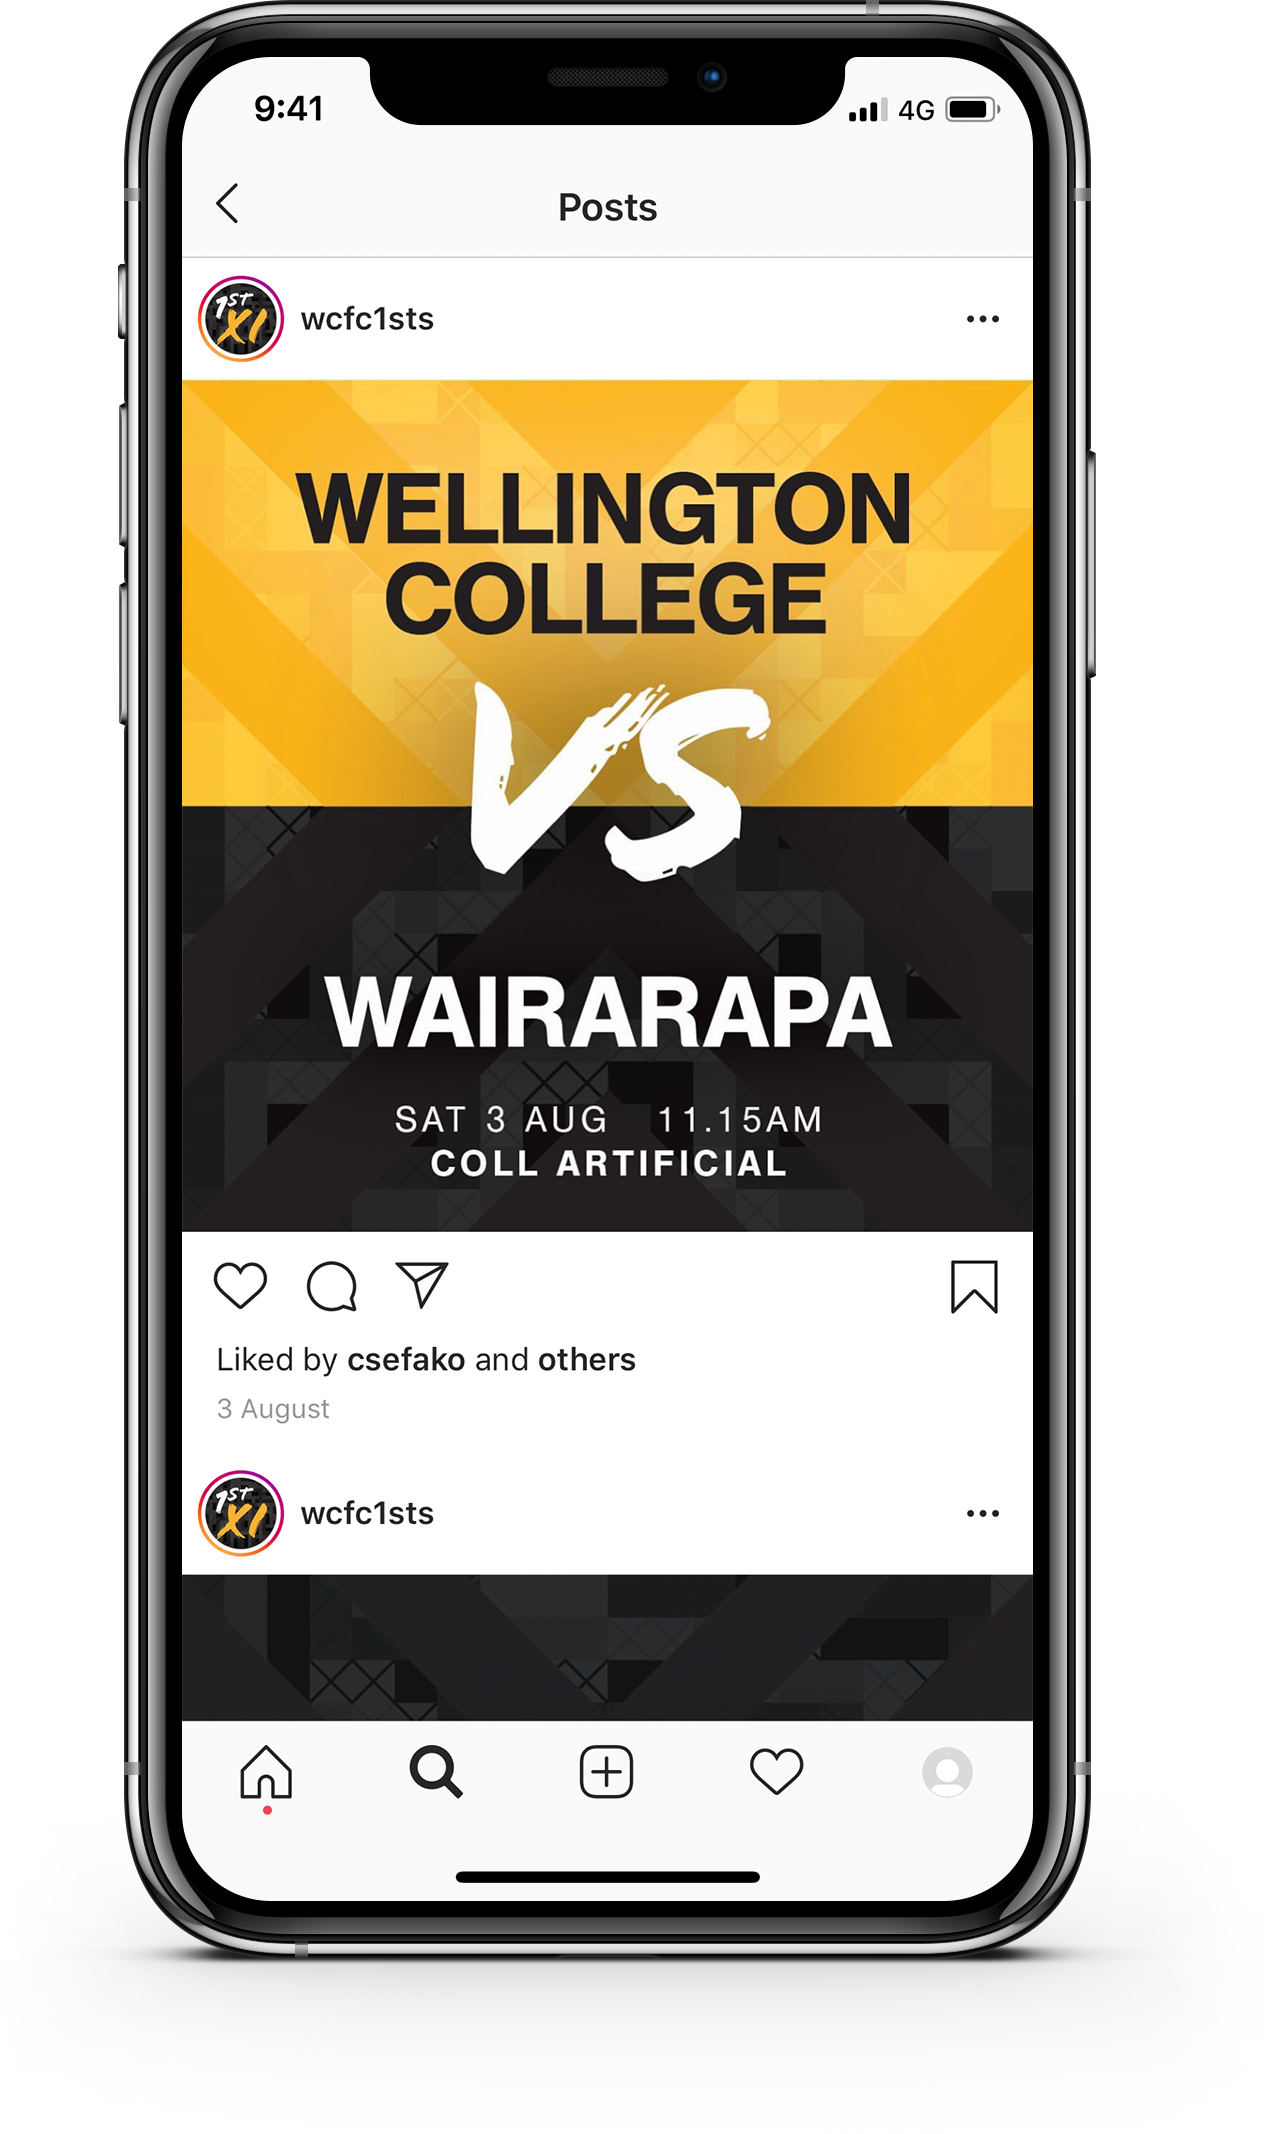 9:41
4G
Posts
1ST
XI
wcfc1sts
WELLINGTON
COLLEGE
VS
WAIRARAPA
SAT 3 AUG 11.15AM
COLL ARTIFICIAL
Liked by csefako and others
3 August
1ST
XI
wcfc1sts